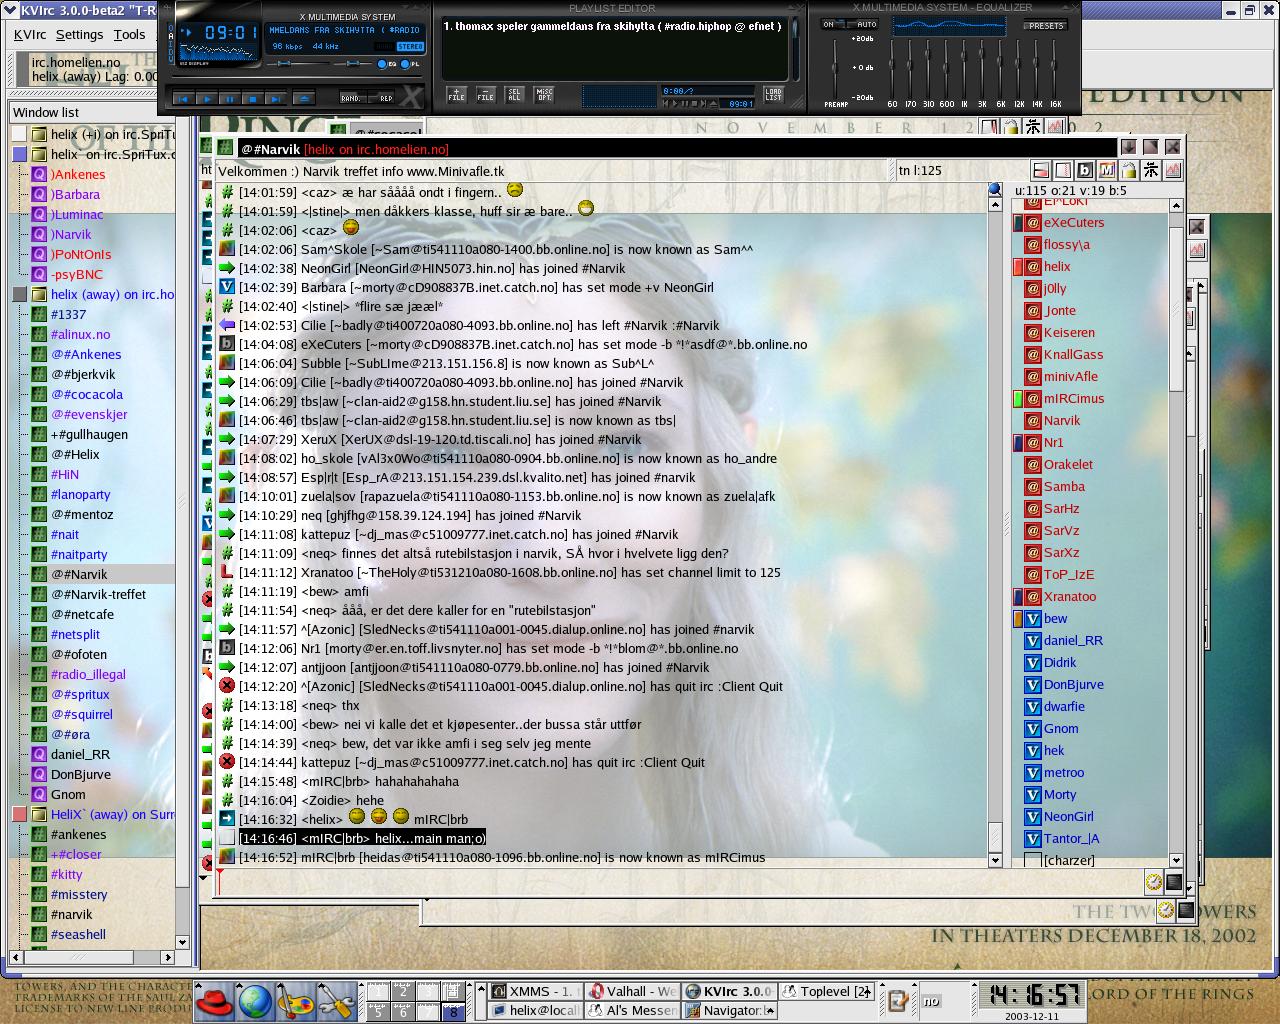 KVIrc 3.0.0-beta2 "T-R
KVIrc Settings Tools
irc.homelien.no
helix (away) Lag: 0.00
X MULTIMEDIA SYSTEM
09:01
MMELDANS FRA SKIHYTTA ( #RADIO
96 kbps 44 kHz
STEREO
EQ PL
RAND. REP
PLAYLIST EDITOR
1. thomax speler gammeldans fra skihytta ( #radio.hiphop @ efnet )
+ FILE
- FILE
SEL ALL
MISC OPT.
0:00/?
09:01
LOAD LIST
X MULTIMEDIA SYSTEM - EQUALIZER
ON AUTO
PRESETS
+20db
+ 0 db
-20db
PREAMP 60 170 310 600 1K 3K 6K 12K 14K 16K
EDITION
NOVEMBER 12
Window list
helix (+i) on irc.SpriTu
helix on irc.SpriTux.c
)Ankenes
)Barbara
)Luminac
)Narvik
)PoNtOnIs
-psyBNC
helix (away) on irc.ho
#1337
#alinux.no
@#Ankenes
@#bjerkvik
@#cocacola
@#evenskjer
+#gullhaugen
@#Helix
#HiN
#lanoparty
@#mentoz
#nait
#naitparty
@#Narvik
@#Narvik-treffet
@#netcafe
#netsplit
@#ofoten
#radio_illegal
@#spritux
@#squirrel
@#øra
daniel_RR
DonBjurve
Gnom
HeliX` (away) on Surr
#ankenes
+#closer
#kitty
#misstery
#narvik
#seashell
@#Narvik [helix on irc.homelien.no]
Velkommen :) Narvik treffet info www.Minivafle.tk
tn l:125
[14:01:59] <caz> æ har såååå ondt i fingern..
[14:01:59] <|stine|> men dåkkers klasse, huff sir æ bare..
[14:02:06] <caz>
[14:02:06] Sam^Skole [~Sam@ti541110a080-1400.bb.online.no] is now known as Sam^^
[14:02:38] NeonGirl [NeonGirl@HIN5073.hin.no] has joined #Narvik
[14:02:39] Barbara [~morty@cD908837B.inet.catch.no] has set mode +v NeonGirl
[14:02:40] <|stine|> *flire sæ jææl*
[14:02:53] Cilie [~badly@ti400720a080-4093.bb.online.no] has left #Narvik :#Narvik
[14:04:08] eXeCuters [~morty@cD908837B.inet.catch.no] has set mode -b *!*asdf@*.bb.online.no
[14:06:04] Subble [~SubLIme@213.151.156.8] is now known as Sub^L^
[14:06:09] Cilie [~badly@ti400720a080-4093.bb.online.no] has joined #Narvik
[14:06:29] tbs|aw [~clan-aid2@g158.hn.student.liu.se] has joined #Narvik
[14:06:46] tbs|aw [~clan-aid2@g158.hn.student.liu.se] is now known as tbs|
[14:07:29] XeruX [XerUX@dsl-19-120.td.tiscali.no] has joined #Narvik
[14:08:02] ho_skole [vAl3x0Wo@ti541110a080-0904.bb.online.no] is now known as ho_andre
[14:08:57] Esp|r|t [Esp_rA@213.151.154.239.dsl.kvalito.net] has joined #narvik
[14:10:01] zuela|sov [rapazuela@ti541110a080-1153.bb.online.no] is now known as zuela|afk
[14:10:29] neq [ghjfhg@158.39.124.194] has joined #Narvik
[14:11:08] kattepuz [~dj_mas@c51009777.inet.catch.no] has joined #Narvik
[14:11:09] <neq> finnes det altså rutebilstasjon i narvik, SÅ hvor i hvelvete ligg den?
[14:11:12] Xranatoo [~TheHoly@ti531210a080-1608.bb.online.no] has set channel limit to 125
[14:11:19] <bew> amfi
[14:11:54] <neq> ååå, er det dere kaller for en "rutebilstasjon"
[14:11:57] ^[Azonic] [SledNecks@ti541110a001-0045.dialup.online.no] has joined #narvik
[14:12:06] Nr1 [morty@er.en.toff.livsnyter.no] has set mode -b *!*blom@*.bb.online.no
[14:12:07] antjjoon [antjjoon@ti541110a080-0779.bb.online.no] has joined #Narvik
[14:12:20] ^[Azonic] [SledNecks@ti541110a001-0045.dialup.online.no] has quit irc :Client Quit
[14:13:18] <neq> thx
[14:14:00] <bew> nei vi kalle det et kjøpesenter..der bussa står uttfør
[14:14:39] <neq> bew, det var ikke amfi i seg selv jeg mente
[14:14:44] kattepuz [~dj_mas@c51009777.inet.catch.no] has quit irc :Client Quit
[14:15:48] <mIRC|brb> hahahahahaha
[14:16:04] <Zoidie> hehe
[14:16:32] <helix> mIRC|brb
[14:16:46] <mIRC|brb> helix...main man;o)
[14:16:52] mIRC|brb [heidas@ti541110a080-1096.bb.online.no] is now known as mIRCimus
u:115 o:21 v:19 b:5
El^LoKi
eXeCuters
flossy\a
helix
j0lly
Jonte
Keiseren
KnallGass
minivAfle
mIRCimus
Narvik
Nr1
Orakelet
Samba
SarHz
SarVz
SarXz
ToP_IzE
Xranatoo
bew
daniel_RR
Didrik
DonBjurve
dwarfie
Gnom
hek
metroo
Morty
NeonGirl
Tantor_|A
[charzer]
THE TWO TOWERS
IN THEATERS DECEMBER 18, 2002
TOWERS, AND THE CHARACTE
TRADEMARKS OF THE SAUL ZA
LICENSE TO NEW LINE PRODU
LORD OF THE RINGS
1 2 3
5 6 7 8
XMMS - 1.
Valhall - We
KVIrc 3.0.0-
Toplevel [2]
helix@local
Al's Messen
Navigator:
no
14:16:57
2003-12-11